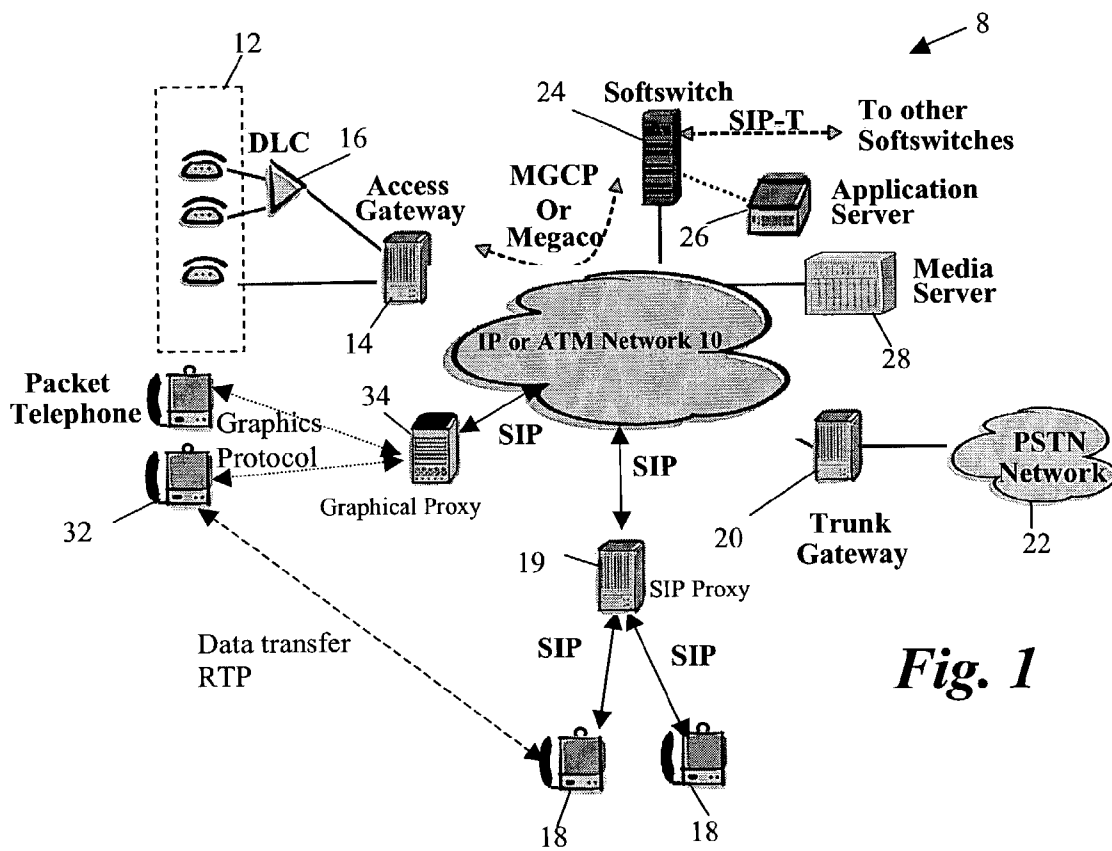 8
12
24
Softswitch
SIP-T
To other
Softswitches
DLC
16
Access
Gateway
MGCP
Or
Megaco
26
Application
Server
Media
Server
28
14
IP or ATM Network 10
Packet
Telephone
34
Graphics
Protocol
SIP
SIP
Graphical Proxy
32
PSTN
Network
20
Trunk
Gateway
22
19
SIP Proxy
Data transfer
RTP
SIP
SIP
Fig. 1
18
18